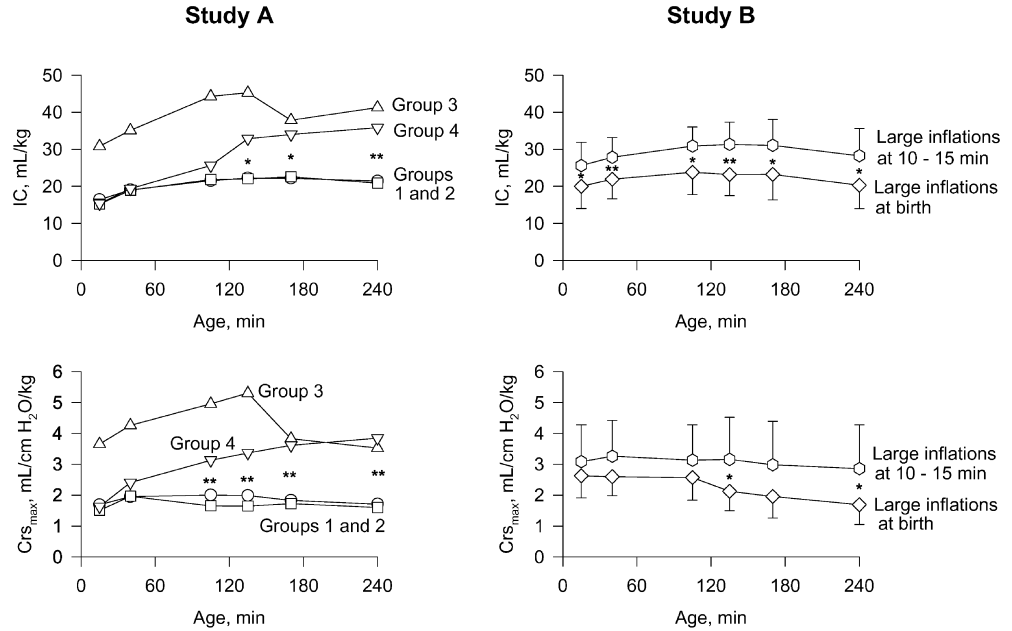 Study A
Study B
50
40
30
20
10
0
IC, mL/kg
Group 3
Group 4
*
*
**
Groups
1 and 2
0
60
120
180
240
Age, min
50
40
30
20
10
0
IC, mL/kg
*
**
*
**
*
*
Large inflations
at 10 - 15 min
Large inflations
at birth
0
60
120
180
240
Age, min
6
5
4
3
2
1
0
Crsmax, mL/cm H2O/kg
Group 3
Group 4
**
**
**
**
Groups 1 and 2
0
60
120
180
240
Age, min
6
5
4
3
2
1
0
Crsmax, mL/cm H2O/kg
*
*
Large inflations
at 10 - 15 min
Large inflations
at birth
0
60
120
180
240
Age, min